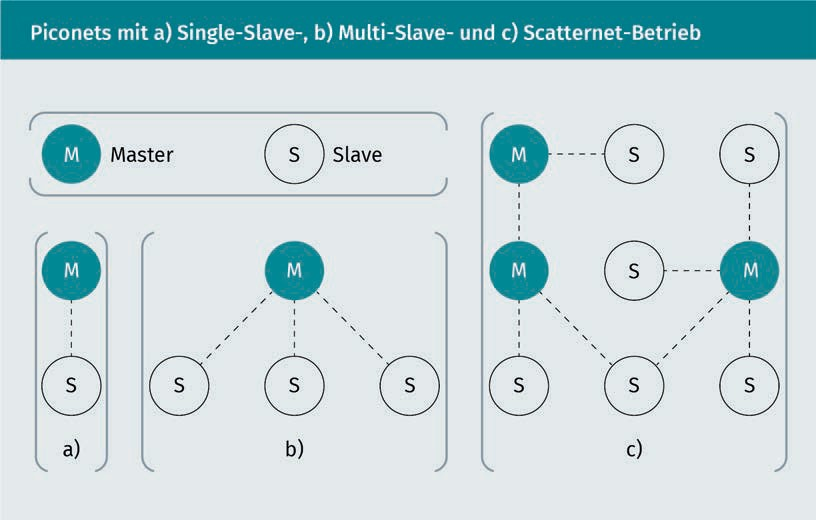 Piconets mit a) Single-Slave-, b) Multi-Slave- und c) Scatternet-Betrieb
M Master S Slave
M
S
a)
M
S S S
b)
M S S
M S M
S S S
c)